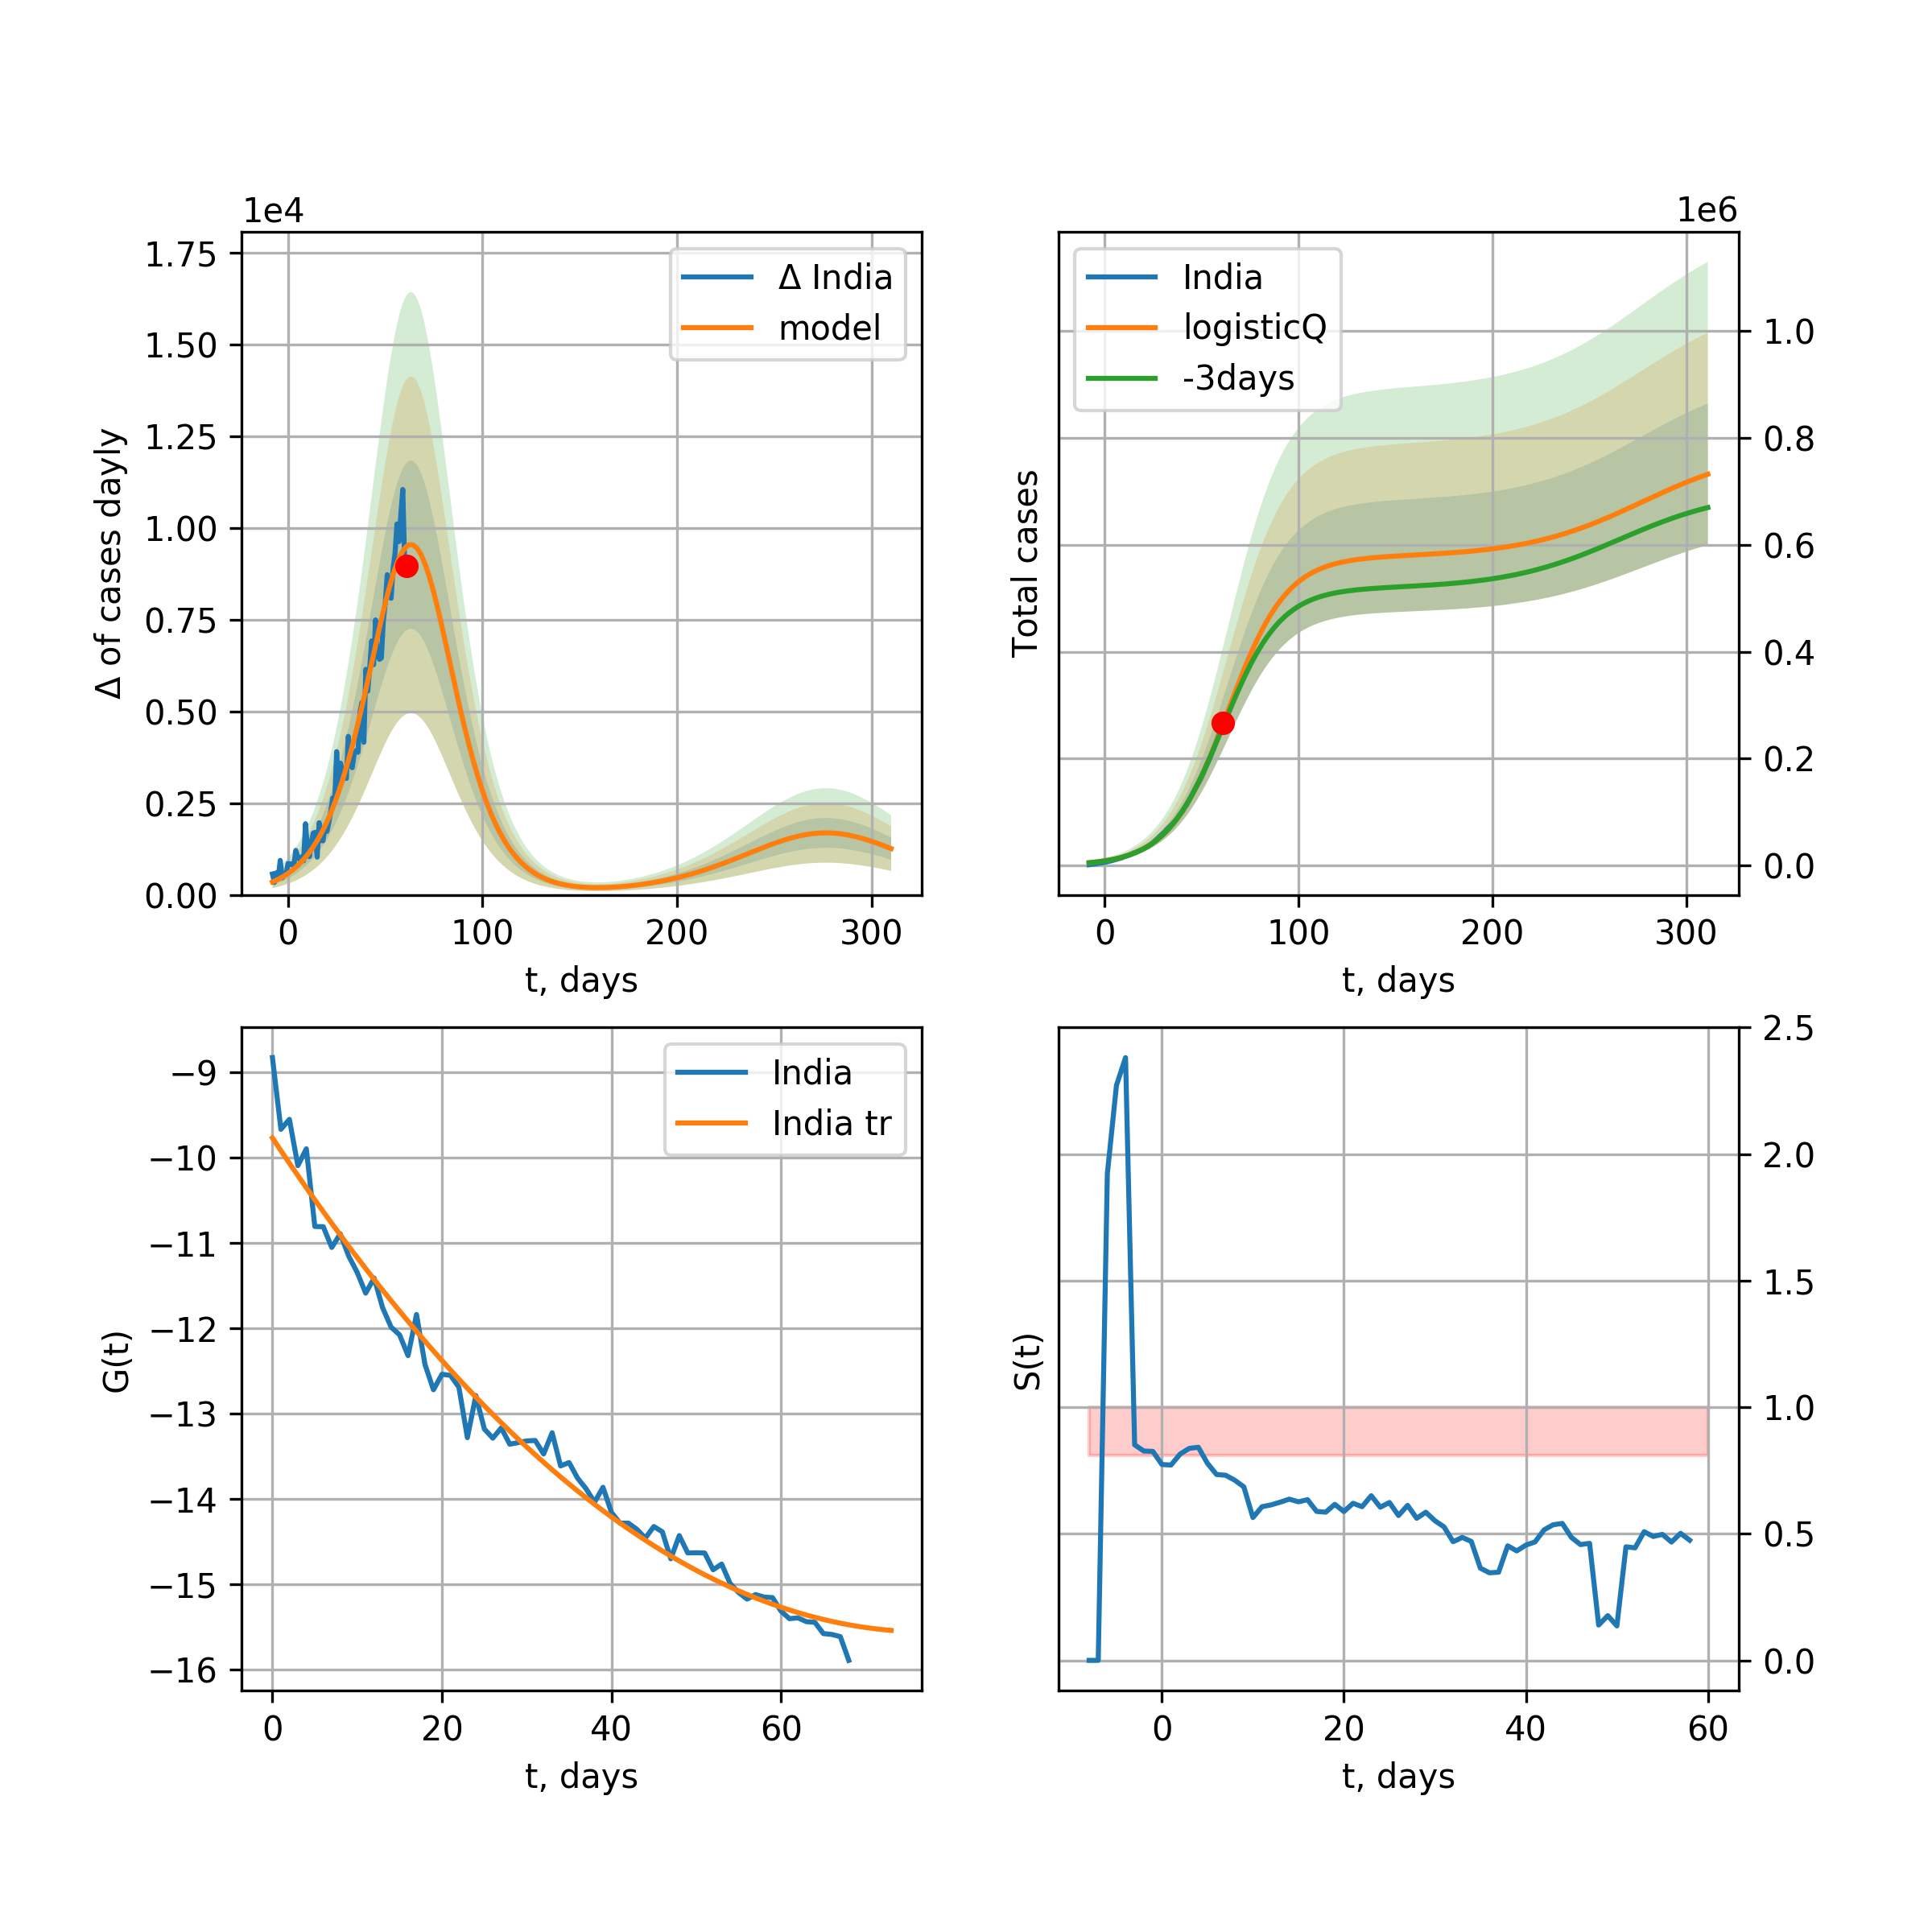 1e4
1.75
1.50
1.25
1.00
0.75
0.50
0.25
0.00
Δ of cases dayly
0 100 200 300
t, days
Δ India
model
1e6
India
logisticQ
-3days
Total cases
1.0
0.8
0.6
0.4
0.2
0.0
0 100 200 300
t, days
−9
−10
−11
−12
−13
−14
−15
−16
G(t)
India
India tr
0 20 40 60
t, days
S(t)
2.5
2.0
1.5
1.0
0.5
0.0
0 20 40 60
t, days